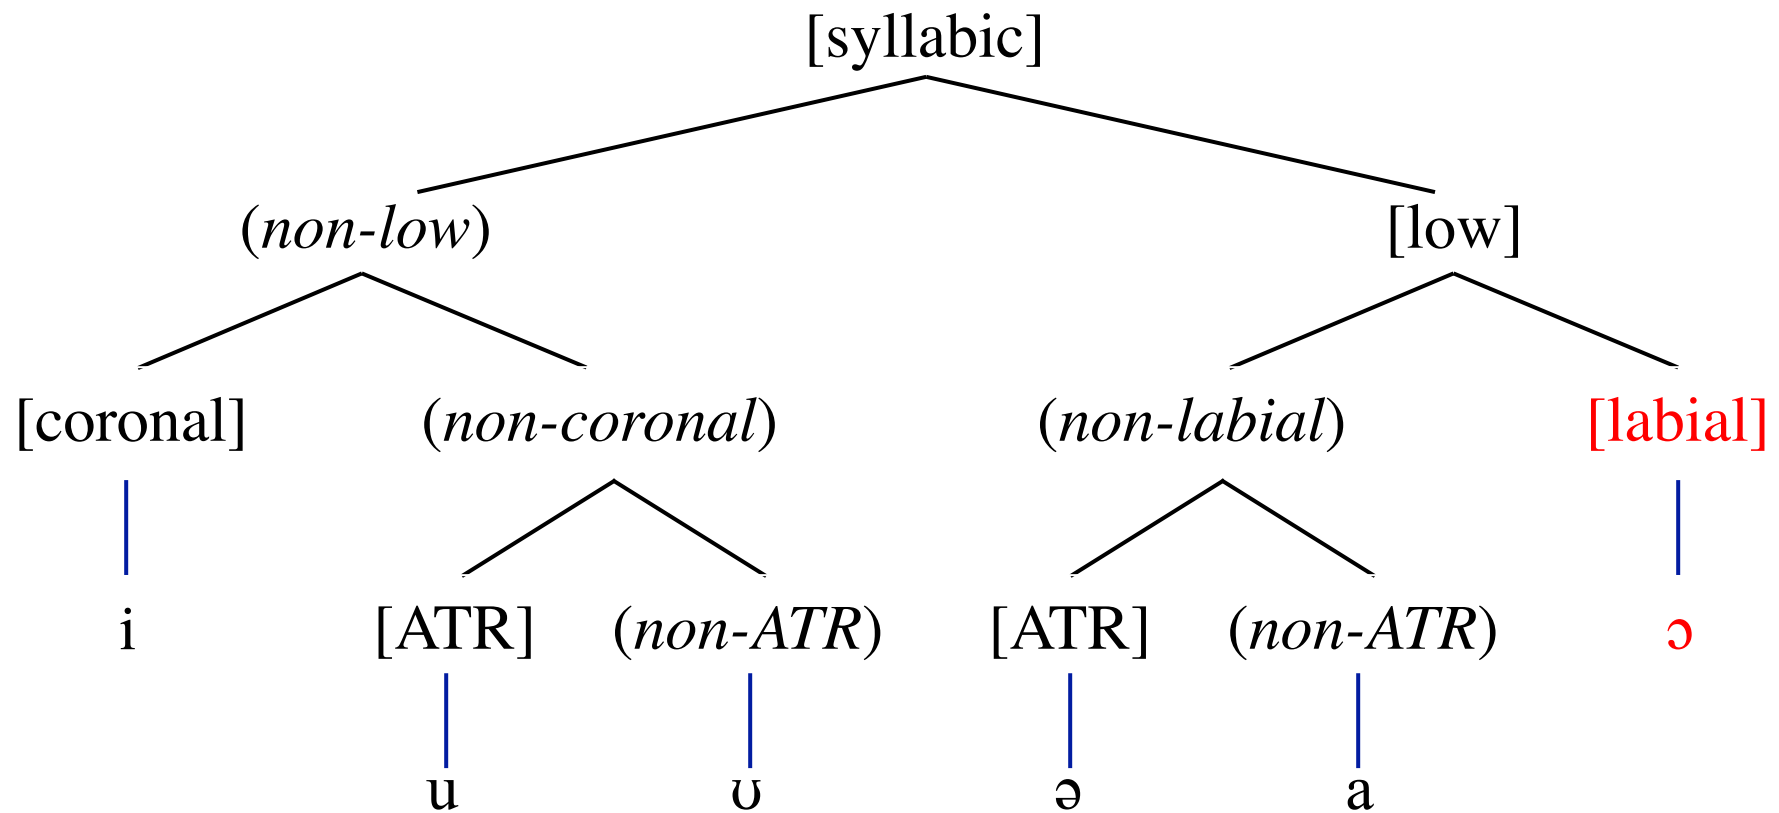 [syllabic]
(non-low) [low]
[coronal] (non-coronal) (non-labial) [labial]
i [ATR] (non-ATR) [ATR] (non-ATR) ɔ
u ʊ ə a